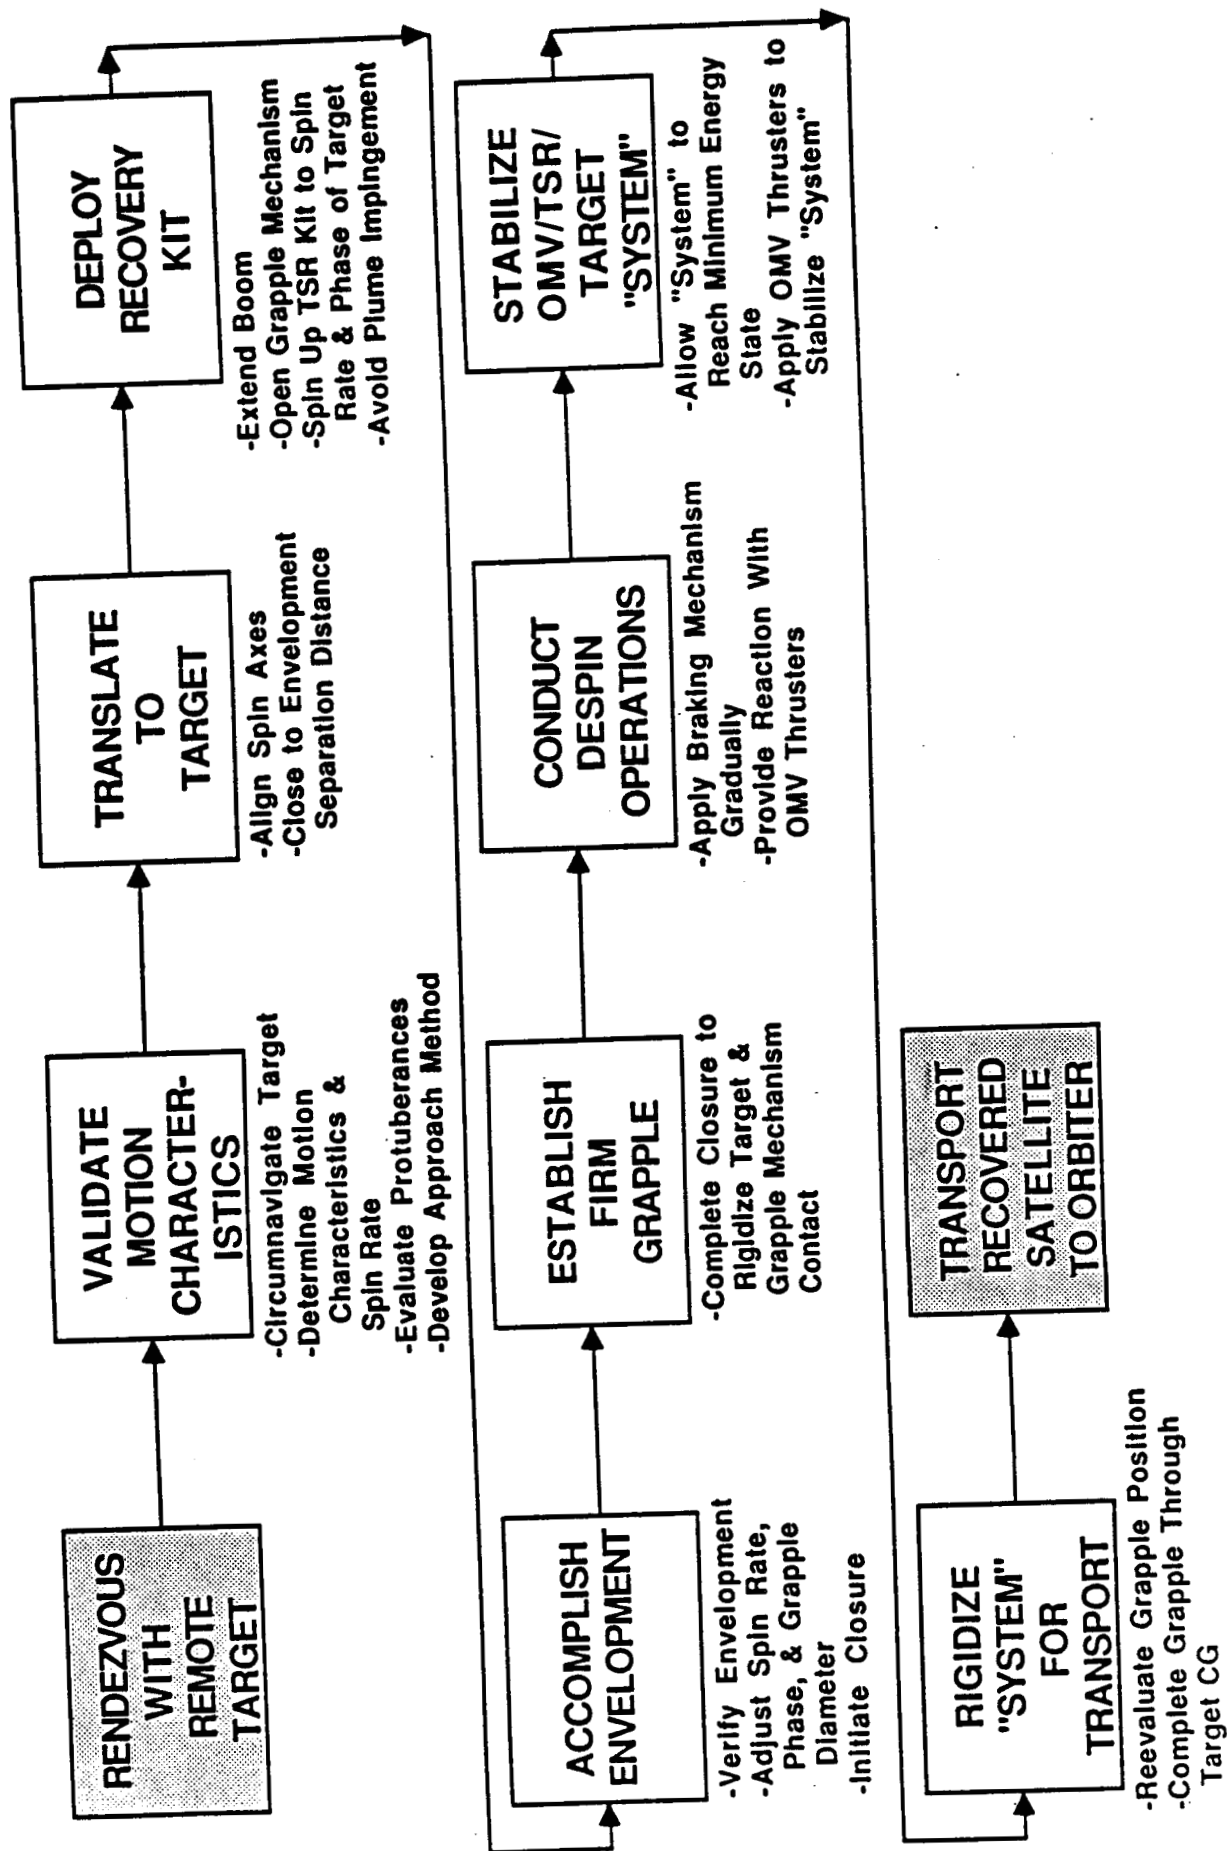 RENDEZVOUS
WITH
REMOTE
TARGET
VALIDATE
MOTION
CHARACTER-
ISTICS
-Circumnavigate Target
-Determine Motion
Characteristics &
Spin Rate
-Evaluate Protuberances
-Develop Approach Method
TRANSLATE
TO
TARGET
-Align Spin Axes
-Close to Envelopment
Separation Distance
DEPLOY
RECOVERY
KIT
-Extend Boom
-Open Grapple Mechanism
-Spin Up TSR Kit to Spin
Rate & Phase of Target
-Avoid Plume Impingement
ACCOMPLISH
ENVELOPMENT
-Verify Envelopment
-Adjust Spin Rate,
Phase, & Grapple
Diameter
-Initiate Closure
ESTABLISH
FIRM
GRAPPLE
-Complete Closure to
Rigidize Target &
Grapple Mechanism
Contact
CONDUCT
DESPIN
OPERATIONS
-Apply Braking Mechanism
Gradually
-Provide Reaction With
OMV Thrusters
STABILIZE
OMV/TSR/
TARGET
"SYSTEM"
-Allow "System" to
Reach Minimum Energy
State
-Apply OMV Thrusters to
Stabilize "System"
RIGIDIZE
"SYSTEM"
FOR
TRANSPORT
-Reevaluate Grapple Position
-Complete Grapple Through
Target CG
TRANSPORT
RECOVERED
SATELLITE
TO ORBITER